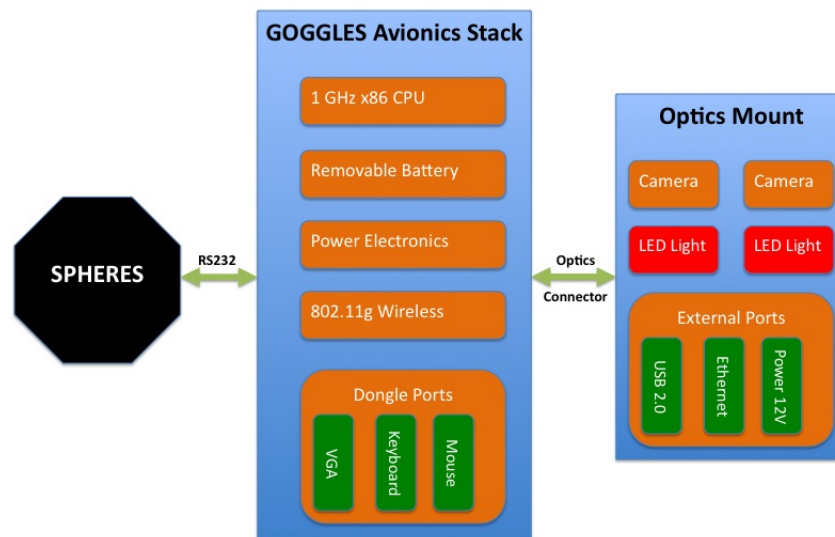 GOGGLES Avionics Stack
1 GHz x86 CPU
Removable Battery
Power Electronics
802.11g Wireless
Dongle Ports
VGA
Keyboard
Mouse
SPHERES
RS232
Optics
Connector
Optics Mount
Camera
Camera
LED Light
LED Light
External Ports
USB 2.0
Ethernet
Power 12V